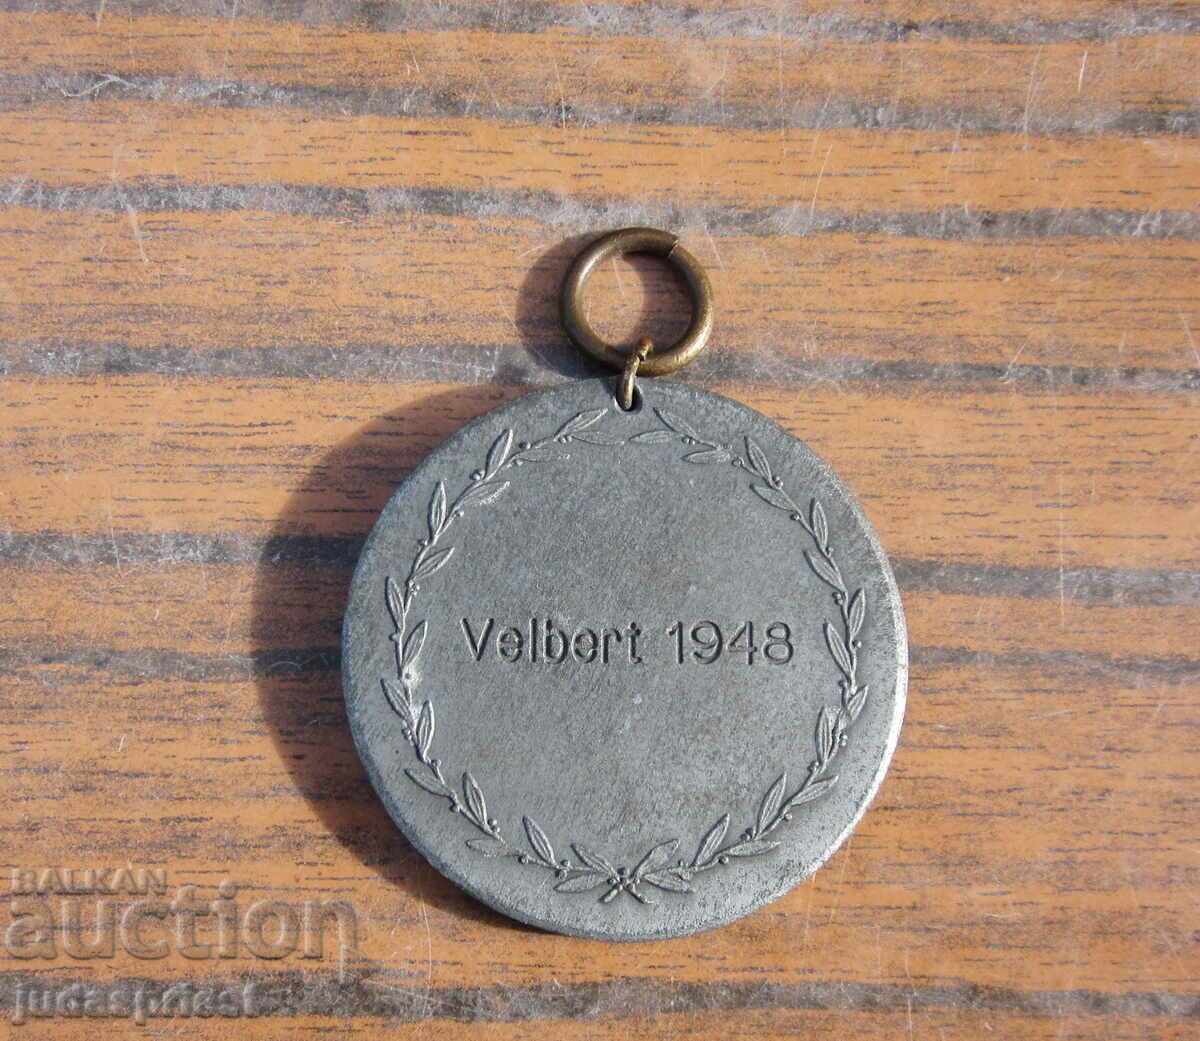 Velbert 1948
BALKAN
auction
judaspriest